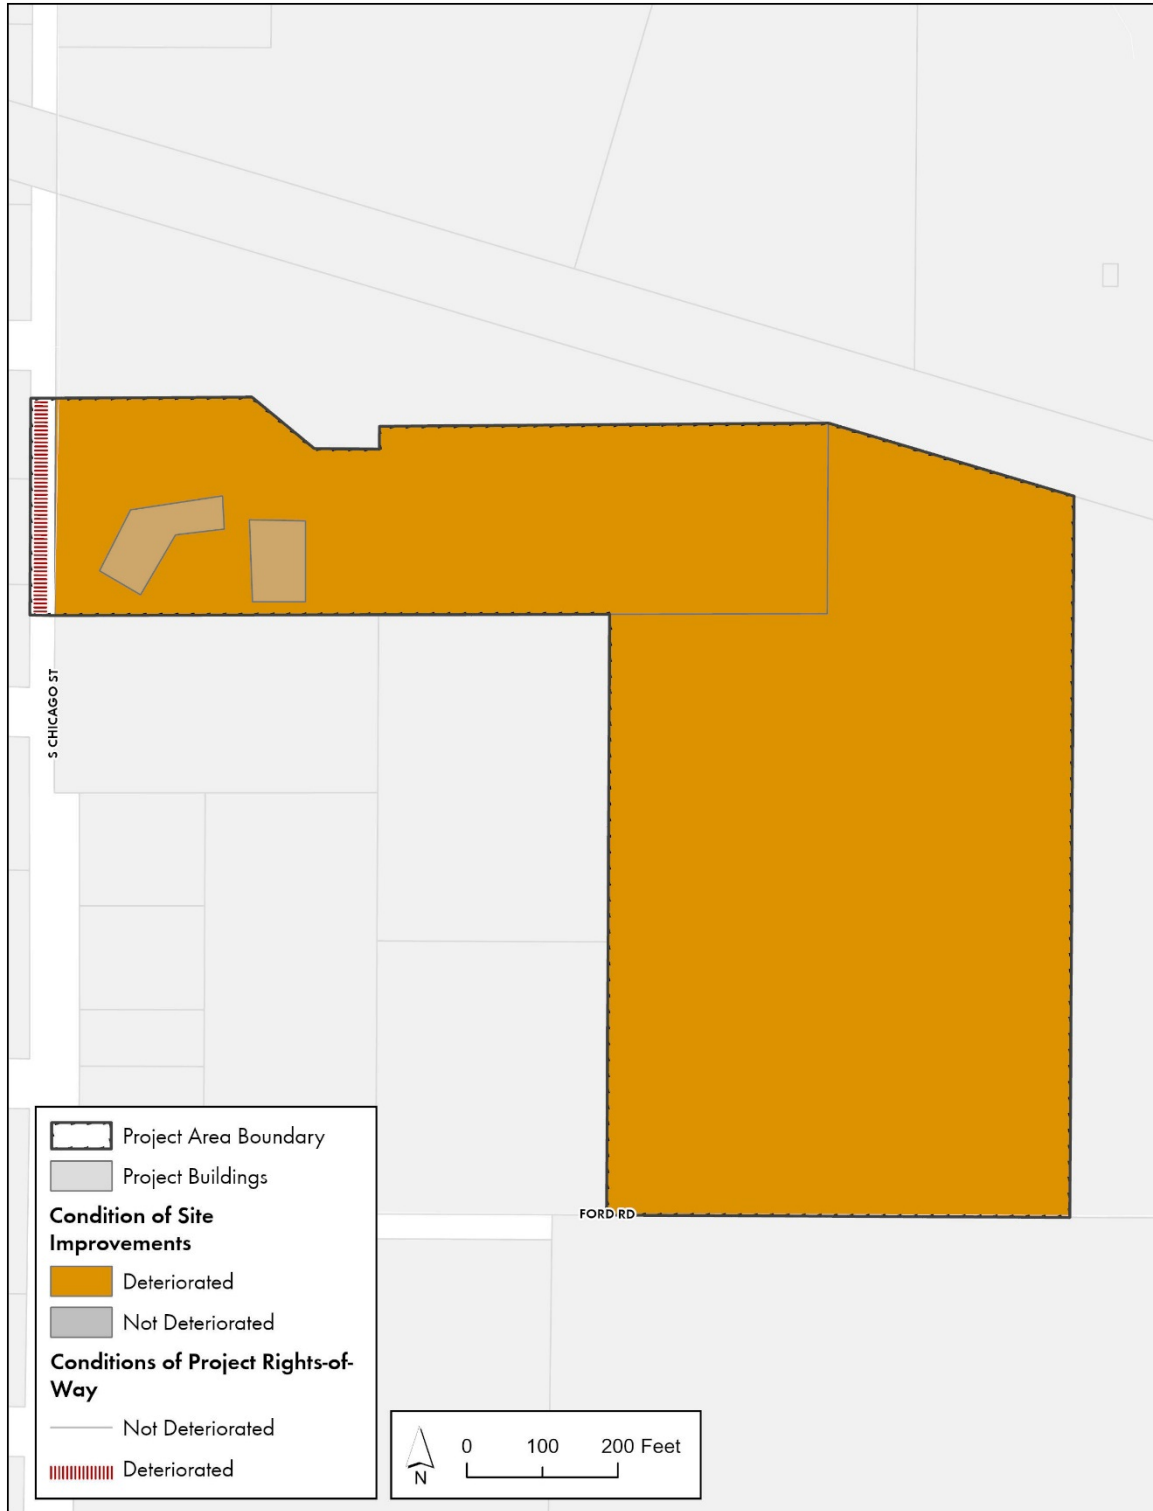 S CHICAGO ST
FORD RD
Project Area Boundary
Project Buildings
Condition of Site
Improvements
Deteriorated
Not Deteriorated
Conditions of Project Rights-of-
Way
Not Deteriorated
Deteriorated
N
0 100 200 Feet